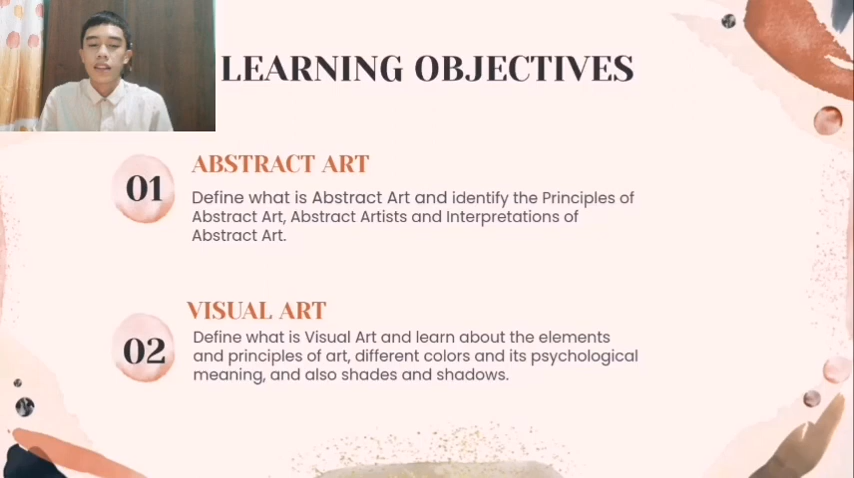 LEARNING OBJECTIVES
01
ABSTRACT ART
Define what is Abstract Art and identify the Principles of
Abstract Art, Abstract Artists and Interpretations of
Abstract Art.
02
VISUAL ART
Define what is Visual Art and learn about the elements
and principles of art, different colors and its psychological
meaning, and also shades and shadows.